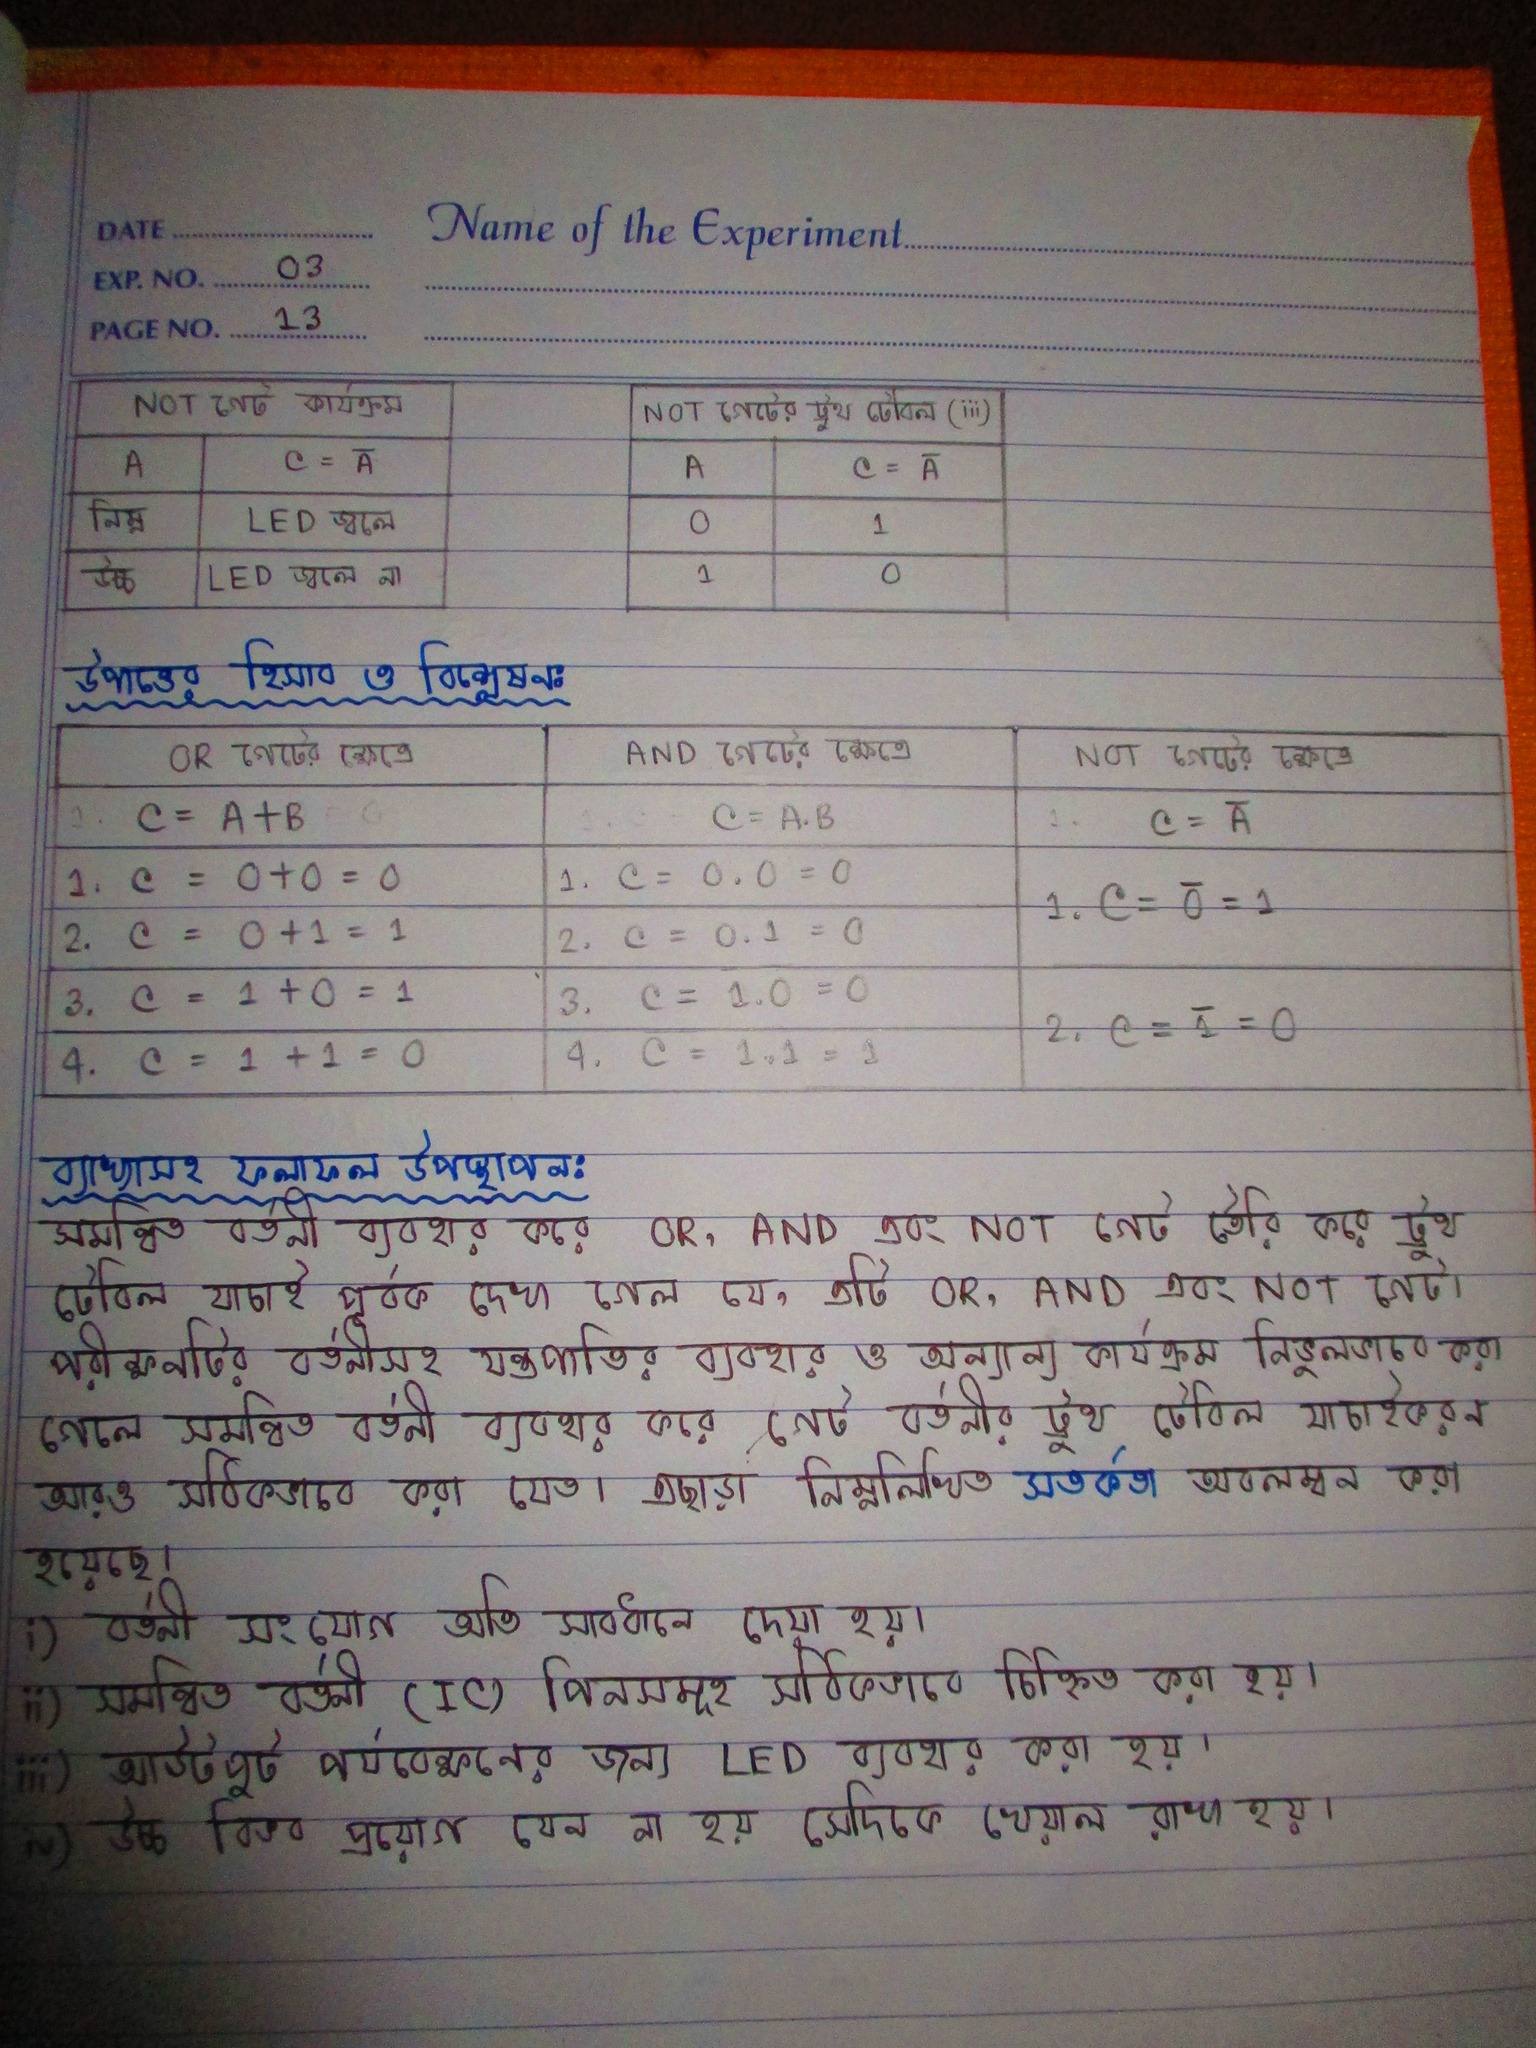 DATE
Name of the Experiment
EXP. NO. 03
PAGE NO. 13
NOT গেট কার্যক্রম
A C = A̅
নিম্ন LED জ্বলে
উচ্চ LED জ্বলে না
NOT গেটের ট্রুথ টেবিল (iii)
A C = A̅
0 1
1 0
উপাত্তের হিসাব ও বিশ্লেষনঃ
OR গেটের ক্ষেত্রে AND গেটের ক্ষেত্রে NOT গেটের ক্ষেত্রে
C = A+B C = A.B C = A̅
1. C = 0+0 = 0 1. C = 0.0 = 0 1. C = 0̅ = 1
2. C = 0+1 = 1 2. C = 0.1 = 0
3. C = 1+0 = 1 3. C = 1.0 = 0 2. C = 1̅ = 0
4. C = 1+1 = 0 4. C = 1.1 = 1
ব্যাখ্যাসহ ফলাফল উপস্থাপনঃ
সমন্বিত বর্তনী ব্যবহার করে OR, AND এবং NOT গেট তৈরি করে ট্রুথ
টেবিল যাচাই পূর্বক দেখা গেল যে, এটি OR, AND এবং NOT গেট।
পরীক্ষনটির বর্তনীসহ যন্ত্রপাতির ব্যবহার ও অন্যান্য কার্যক্রম নির্ভুলভাবে করা
গেলে সমন্বিত বর্তনী ব্যবহার করে গেট বর্তনীর ট্রুথ টেবিল যাচাইকরন
আরও সঠিকভাবে করা যেত। এছাড়া নিম্নলিখিত সতর্কতা অবলম্বন করা
হয়েছে।
i) বর্তনী সংযোগ অতি সাবধানে দেয়া হয়।
ii) সমন্বিত বর্তনী (IC) পিনসমূহ সঠিকভাবে চিহ্নিত করা হয়।
iii) আউটপুট পর্যবেক্ষনের জন্য LED ব্যবহার করা হয়।
iv) উচ্চ বিভব প্রয়োগ যেন না হয় সেদিকে খেয়াল রাখা হয়।